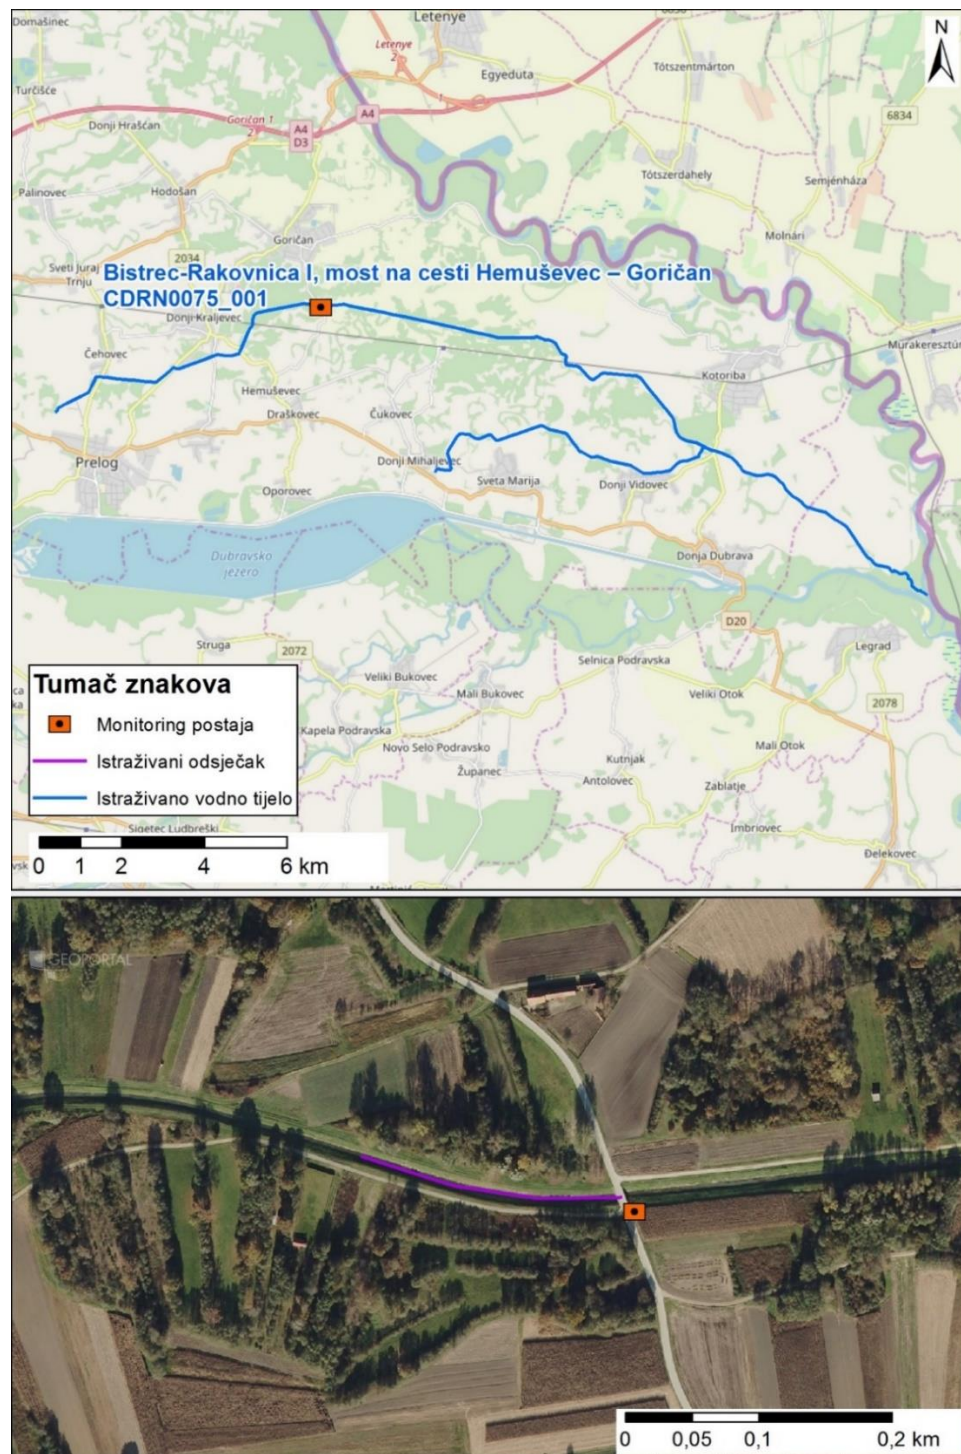 Domašinec
Letenye
6836
N
Letenye
2
Tótszentmárton
Egyeduta
Turčišće
1
A4
Goričan 1
2
A4
D3
6834
Donji Hrašćan
Palinovec
Hodošan
Tótszerdahely
Semjénháza
Goričan
Molnári
2034
Sveti Juraj
Trnju
Bistrec-Rakovnica I, most na cesti Hemuševec – Goričan
CDRN0075_001
Donji Kraljevec
Murakeresztúr
Čehovec
Kotoriba
Hemuševec
Draškovec
Čukovec
Prelog
Donji Mihaljevec
Sveta Marija
Donji Vidovec
Oporovec
Dubravsko
jezero
Donja Dubrava
D20
Struga
2072
Legrad
Selnica Podravska
Veliki Bukovec
Mali Bukovec
Veliki Otok
2078
Tumač znakova
Monitoring postaja
Istraživani odsječak
Istraživano vodno tijelo
Kapela Podravska
Novo Selo Podravsko
Županec
Kutnjak
Antolovec
Mali Otok
Zablatje
Sigetec Ludbreški
Imbriovec
Đelekovec
0 1 2 4 6 km
GEOPORTAL
0 0,05 0,1 0,2 km